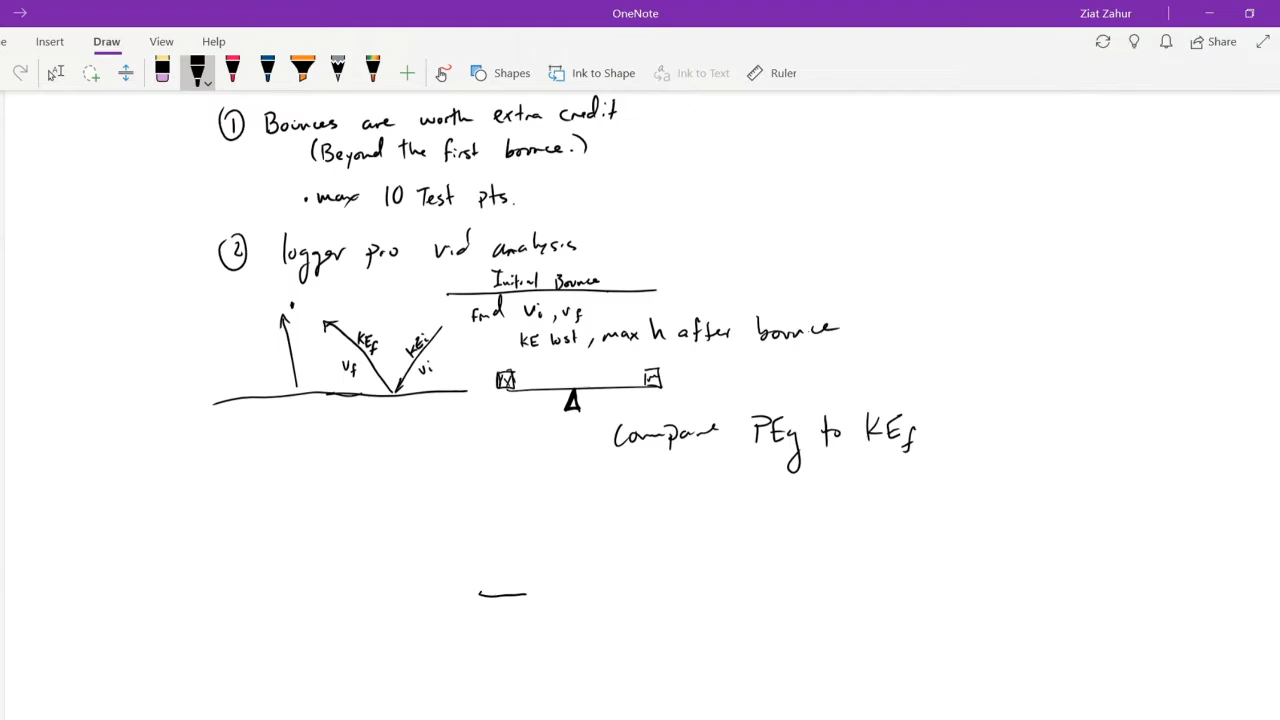 OneNote
Ziat Zahur
Insert Draw View Help
Share
Shapes Ink to Shape Ink to Text Ruler
① Bounces are worth extra credit
(Beyond the first bounce.)
• max 10 Test pts.
② logger pro vid analysis
Initial Bounce
find vi, vf
KE lost, max h after bounce
KEf KEi
vf vi
Compare PEg to KEf